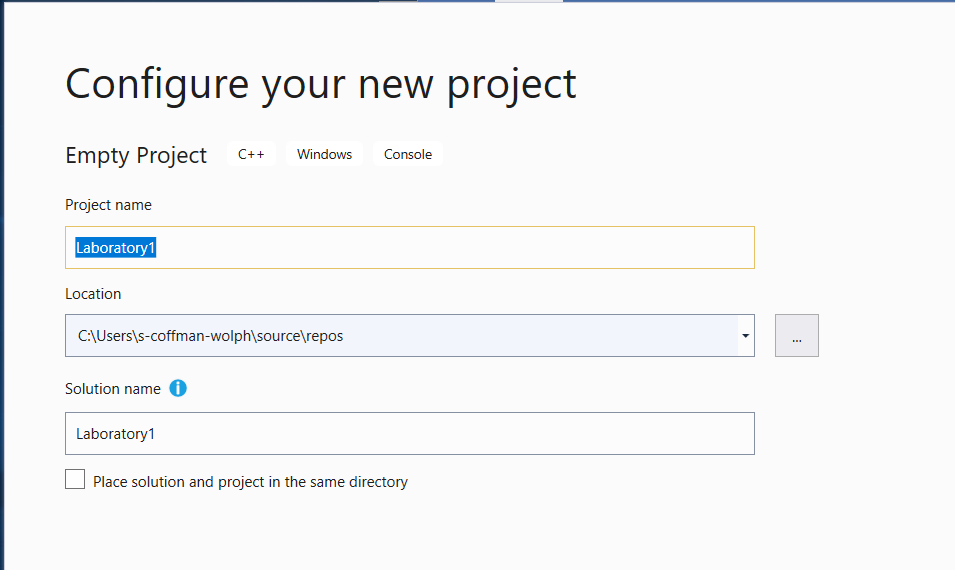 Configure your new project
Empty Project C++ Windows Console
Project name
Laboratory1
Location
C:\Users\s-coffman-wolph\source\repos
...
Solution name i
Laboratory1
Place solution and project in the same directory